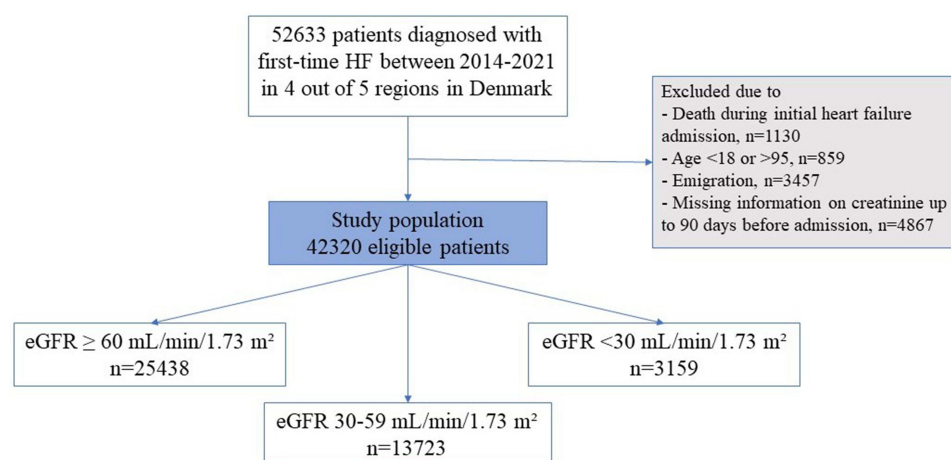 52633 patients diagnosed with
first-time HF between 2014-2021
in 4 out of 5 regions in Denmark
Excluded due to
- Death during initial heart failure
admission, n=1130
- Age <18 or >95, n=859
- Emigration, n=3457
- Missing information on creatinine up
to 90 days before admission, n=4867
Study population
42320 eligible patients
eGFR ≥ 60 mL/min/1.73 m²
n=25438
eGFR <30 mL/min/1.73 m²
n=3159
eGFR 30-59 mL/min/1.73 m²
n=13723